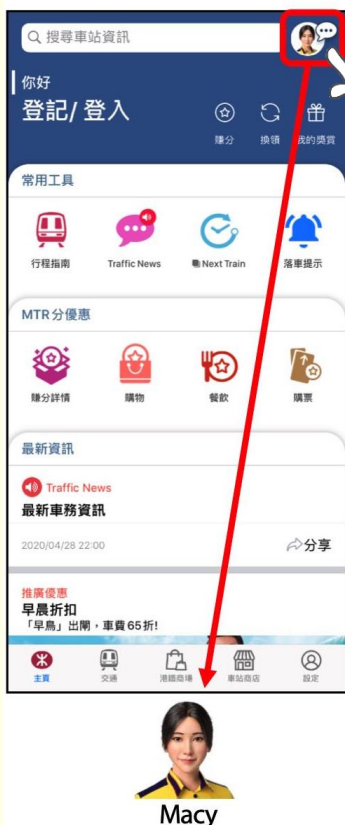 搜尋車站資訊
你好
登記/登入
賺分 換領 我的獎賞
常用工具
行程指南 Traffic News Next Train 落車提示
MTR分優惠
賺分詳情 購物 餐飲 購票
最新資訊
Traffic News
最新車務資訊
2020/04/28 22:00 分享
推廣優惠
早晨折扣
「早鳥」出閘,車費65折!
主頁 交通 港鐵商場 車站商店 設定
Macy